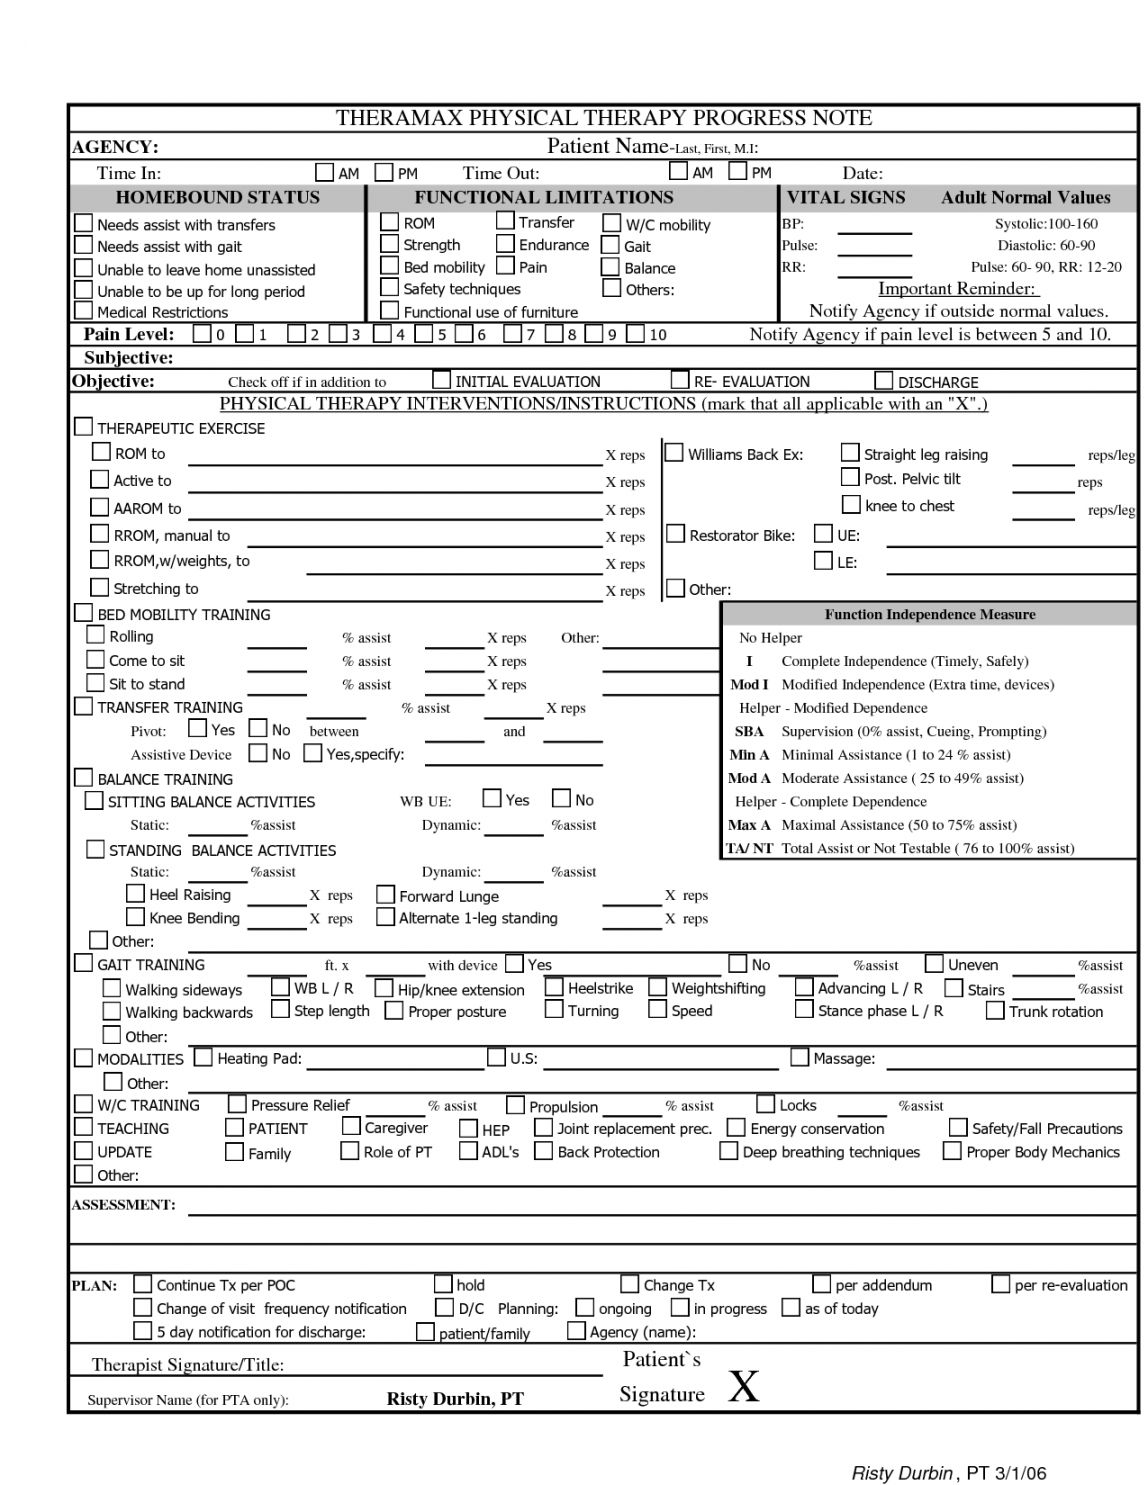 THERAMAX PHYSICAL THERAPY PROGRESS NOTE
AGENCY: Patient Name-Last, First, M.I:
Time In: AM PM Time Out: AM PM Date:
HOMEBOUND STATUS FUNCTIONAL LIMITATIONS VITAL SIGNS Adult Normal Values
Needs assist with transfers ROM Transfer W/C mobility BP: Systolic:100-160
Needs assist with gait Strength Endurance Gait Pulse: Diastolic: 60-90
Unable to leave home unassisted Bed mobility Pain Balance RR: Pulse: 60- 90, RR: 12-20
Unable to be up for long period Safety techniques Others: Important Reminder:
Medical Restrictions Functional use of furniture Notify Agency if outside normal values.
Pain Level: 0 1 2 3 4 5 6 7 8 9 10 Notify Agency if pain level is between 5 and 10.
Subjective:
Objective: Check off if in addition to INITIAL EVALUATION RE- EVALUATION DISCHARGE
PHYSICAL THERAPY INTERVENTIONS/INSTRUCTIONS (mark that all applicable with an "X".)
THERAPEUTIC EXERCISE
ROM to X reps Williams Back Ex: Straight leg raising reps/leg
Active to X reps Post. Pelvic tilt reps
AAROM to X reps knee to chest reps/leg
RROM, manual to X reps Restorator Bike: UE:
RROM,w/weights, to X reps LE:
Stretching to X reps Other:
BED MOBILITY TRAINING Function Independence Measure
Rolling % assist X reps Other: No Helper
Come to sit % assist X reps I Complete Independence (Timely, Safely)
Sit to stand % assist X reps Mod I Modified Independence (Extra time, devices)
TRANSFER TRAINING % assist X reps Helper - Modified Dependence
Pivot: Yes No between and SBA Supervision (0% assist, Cueing, Prompting)
Assistive Device No Yes,specify: Min A Minimal Assistance (1 to 24 % assist)
BALANCE TRAINING Mod A Moderate Assistance ( 25 to 49% assist)
SITTING BALANCE ACTIVITIES WB UE: Yes No Helper - Complete Dependence
Static: %assist Dynamic: %assist Max A Maximal Assistance (50 to 75% assist)
STANDING BALANCE ACTIVITIES TA/ NT Total Assist or Not Testable ( 76 to 100% assist)
Static: %assist Dynamic: %assist
Heel Raising X reps Forward Lunge X reps
Knee Bending X reps Alternate 1-leg standing X reps
Other:
GAIT TRAINING ft. x with device Yes No %assist Uneven %assist
Walking sideways WB L / R Hip/knee extension Heelstrike Weightshifting Advancing L / R Stairs %assist
Walking backwards Step length Proper posture Turning Speed Stance phase L / R Trunk rotation
Other:
MODALITIES Heating Pad: U.S: Massage:
Other:
W/C TRAINING Pressure Relief % assist Propulsion % assist Locks %assist
TEACHING PATIENT Caregiver HEP Joint replacement prec. Energy conservation Safety/Fall Precautions
UPDATE Family Role of PT ADL's Back Protection Deep breathing techniques Proper Body Mechanics
Other:
ASSESSMENT:
PLAN: Continue Tx per POC hold Change Tx per addendum per re-evaluation
Change of visit frequency notification D/C Planning: ongoing in progress as of today
5 day notification for discharge: patient/family Agency (name):
Therapist Signature/Title: Patient`s
Supervisor Name (for PTA only): Risty Durbin, PT Signature X
Risty Durbin , PT 3/1/06